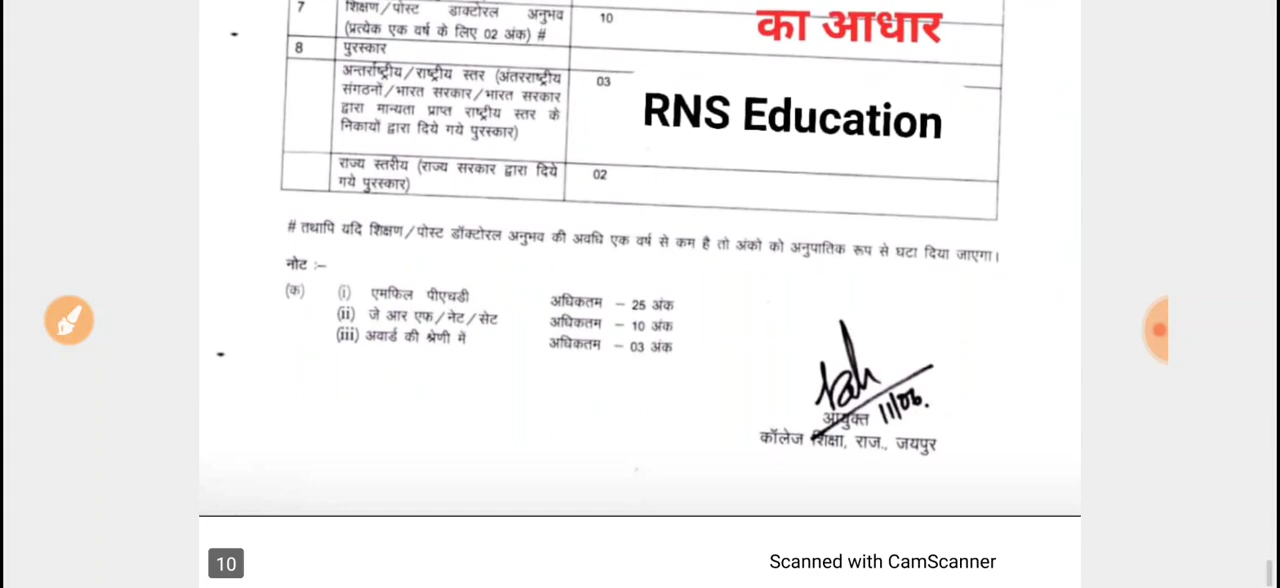 7 शिक्षण/पोस्ट डाक्टोरल अनुभव 10
(प्रत्येक एक वर्ष के लिए 02 अंक) #
का आधार
8 पुरस्कार
अन्तर्राष्ट्रीय/राष्ट्रीय स्तर (अंतरराष्ट्रीय 03
संगठनों/भारत सरकार/भारत सरकार
द्वारा मान्यता प्राप्त राष्ट्रीय स्तर के
निकायों द्वारा दिये गये पुरस्कार)
RNS Education
राज्य स्तरीय (राज्य सरकार द्वारा दिये 02
गये पुरस्कार)
# तथापि यदि शिक्षण/पोस्ट डॉक्टोरल अनुभव की अवधि एक वर्ष से कम है तो अंको को अनुपातिक रूप से घटा दिया जाएगा।
नोट :–
(क) (i) एमफिल पीएचडी अधिकतम – 25 अंक
(ii) जे आर एफ/नेट/सेट अधिकतम – 10 अंक
(iii) अवार्ड की श्रेणी में अधिकतम – 03 अंक
11/06.
आयुक्त
कॉलेज शिक्षा, राज., जयपुर
10
Scanned with CamScanner